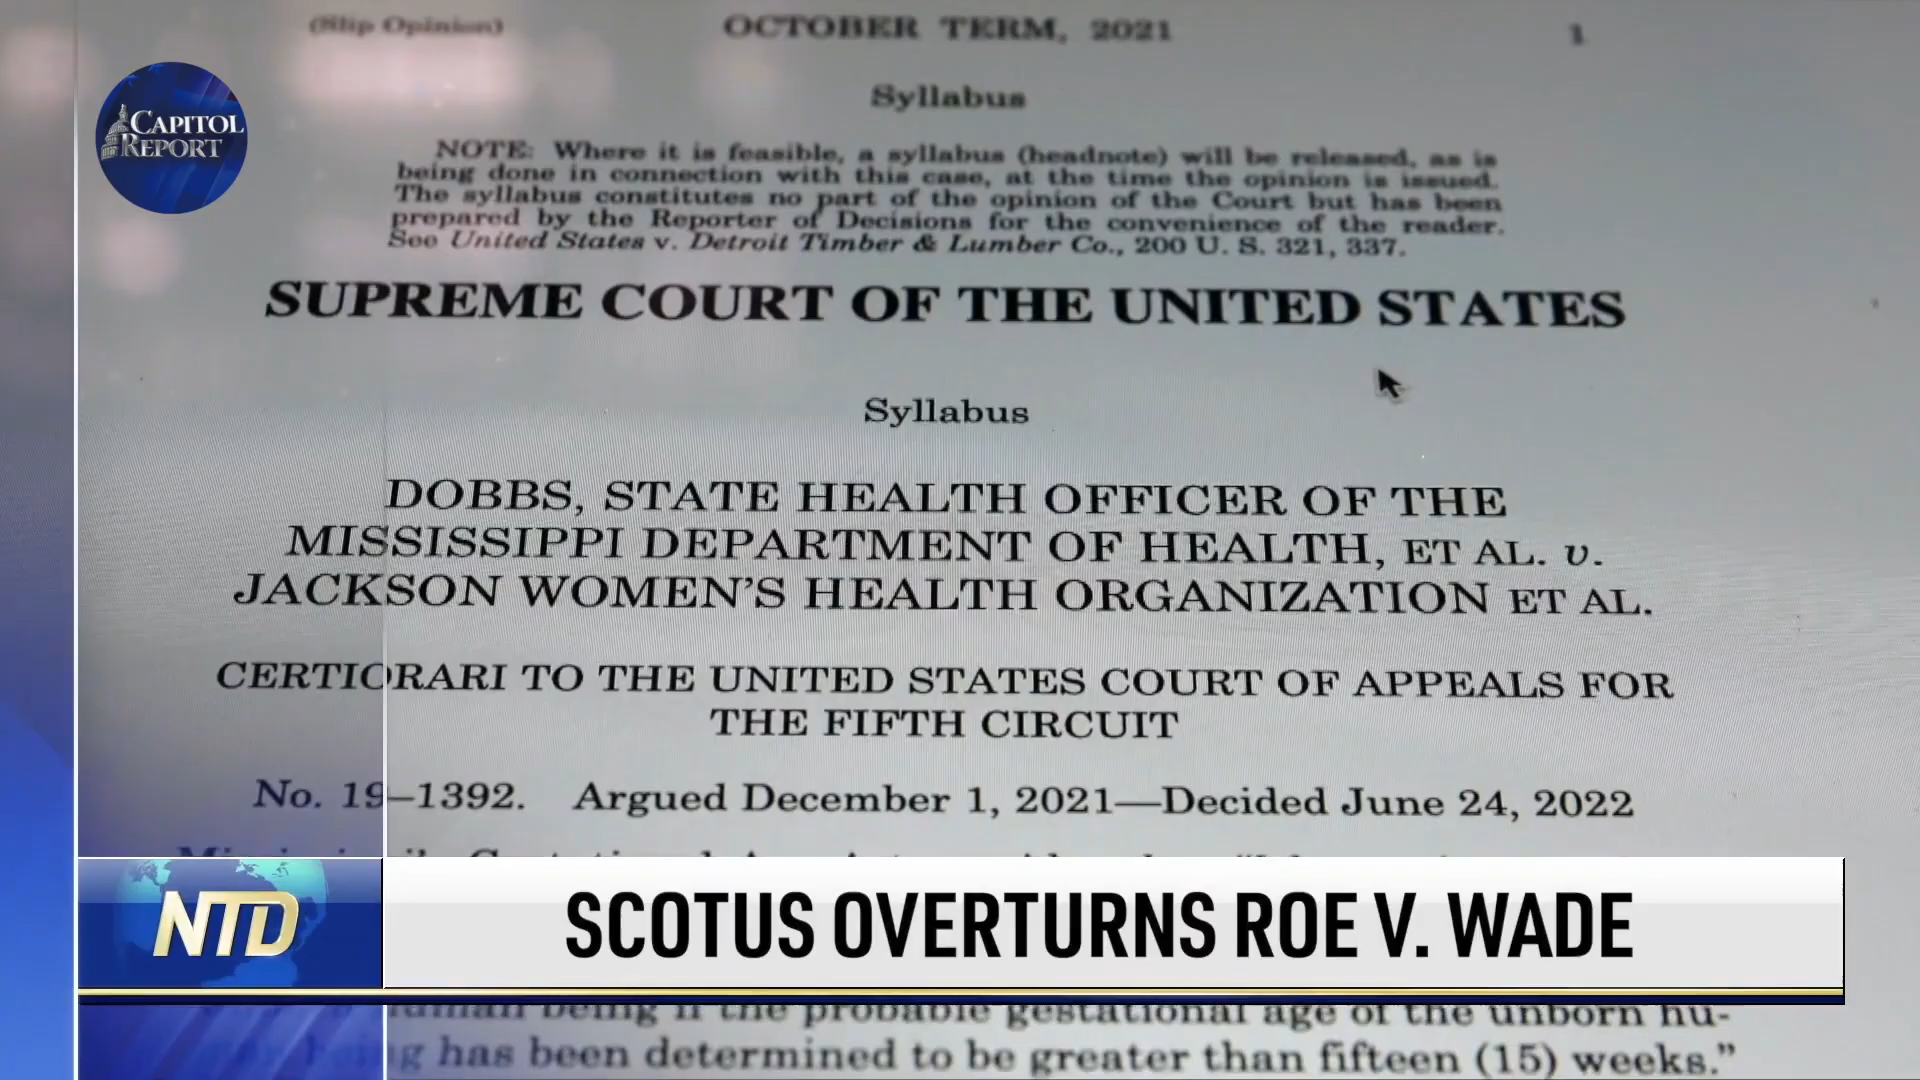 (Slip Opinion) OCTOBER TERM, 2021 1
Syllabus
NOTE: Where it is feasible, a syllabus (headnote) will be released, as is
being done in connection with this case, at the time the opinion is issued.
The syllabus constitutes no part of the opinion of the Court but has been
prepared by the Reporter of Decisions for the convenience of the reader.
See United States v. Detroit Timber & Lumber Co., 200 U. S. 321, 337.
CAPITOL
REPORT
SUPREME COURT OF THE UNITED STATES
Syllabus
DOBBS, STATE HEALTH OFFICER OF THE
MISSISSIPPI DEPARTMENT OF HEALTH, ET AL. v.
JACKSON WOMEN'S HEALTH ORGANIZATION ET AL.
CERTIORARI TO THE UNITED STATES COURT OF APPEALS FOR
THE FIFTH CIRCUIT
No. 19–1392. Argued December 1, 2021—Decided June 24, 2022
NTD
SCOTUS OVERTURNS ROE V. WADE
human being if the probable gestational age of the unborn hu-
being has been determined to be greater than fifteen (15) weeks.”